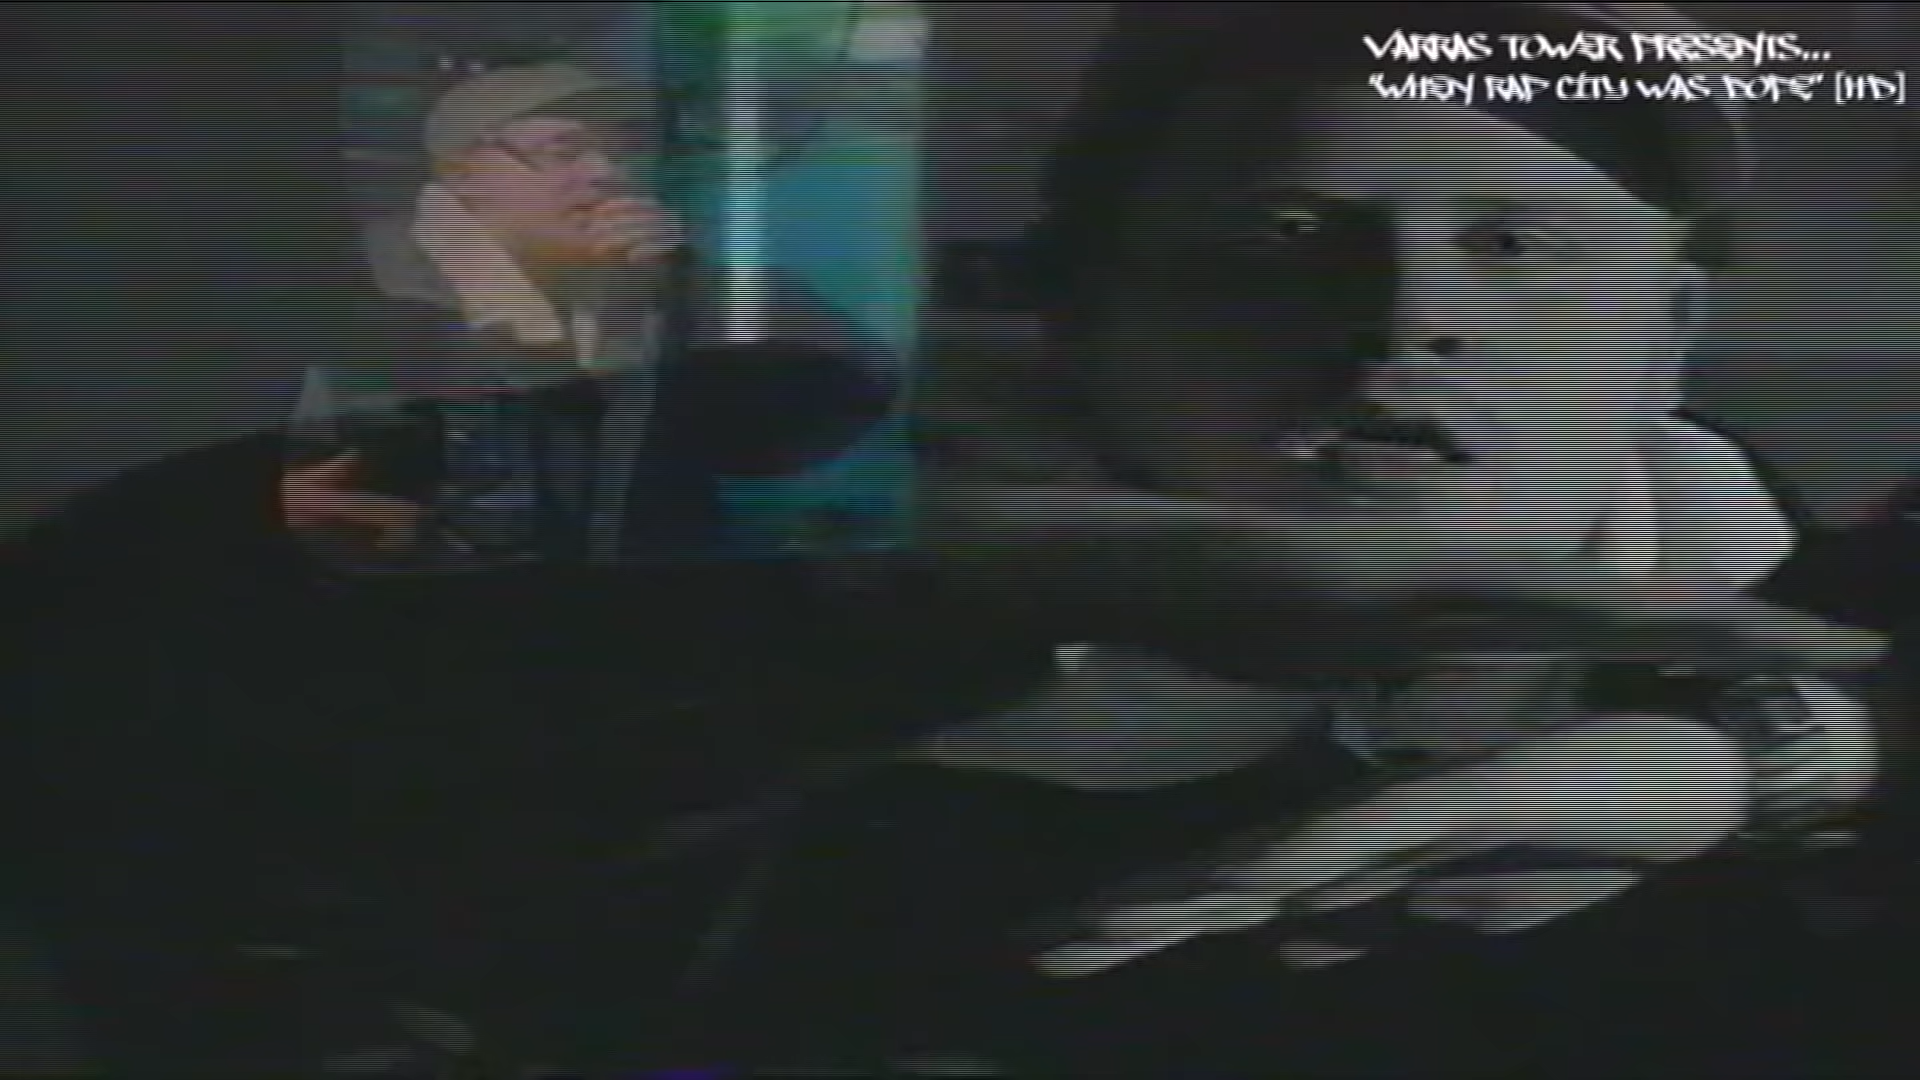 VARRAS TOWER PRESENTS...
"WHEN RAP CITY WAS DOPE" [HD]